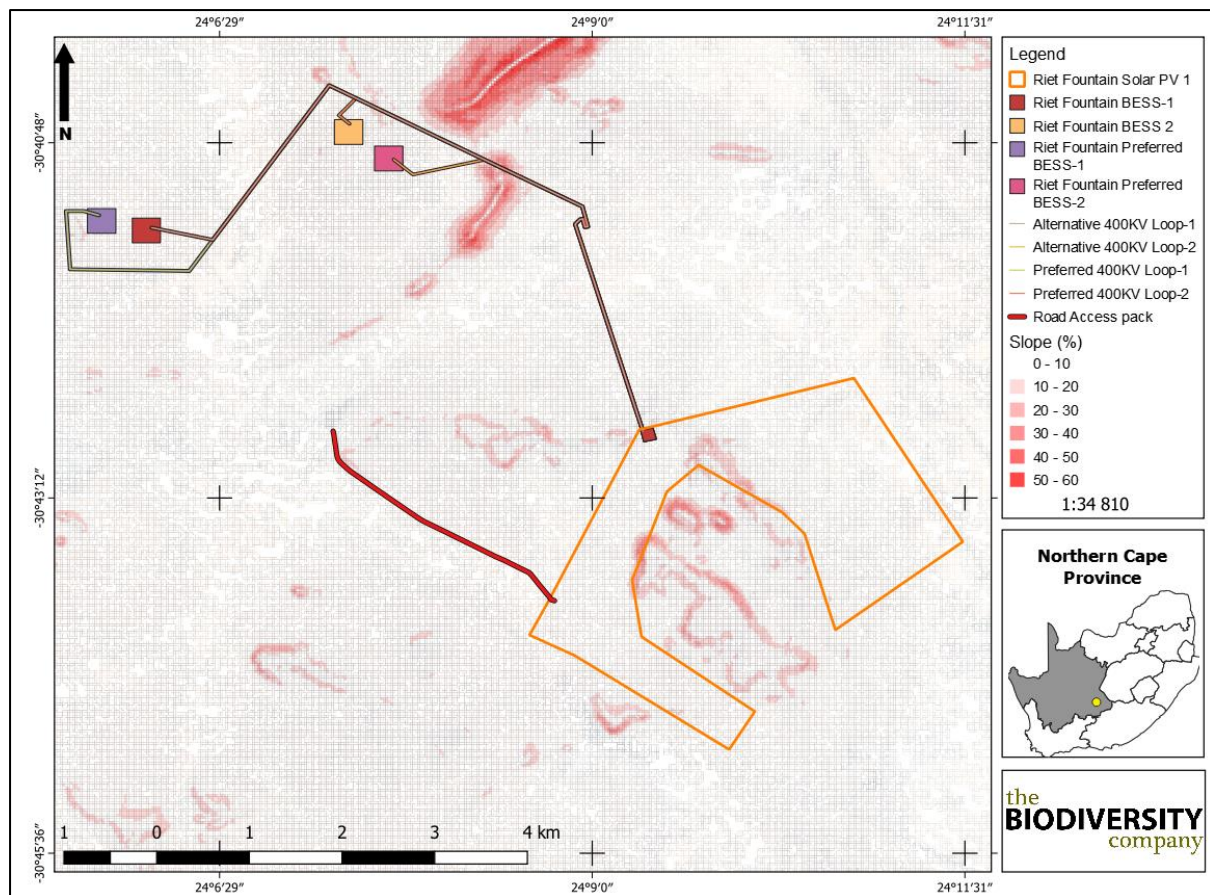 24°6′29″
24°9′0″
24°11′31″
-30°40′48″
-30°43′12″
-30°45′36″
N
1 0 1 2 3 4 km
24°6′29″
24°9′0″
24°11′31″
Legend
Riet Fountain Solar PV 1
Riet Fountain BESS-1
Riet Fountain BESS 2
Riet Fountain Preferred
BESS-1
Riet Fountain Preferred
BESS-2
Alternative 400KV Loop-1
Alternative 400KV Loop-2
Preferred 400KV Loop-1
Preferred 400KV Loop-2
Road Access pack
Slope (%)
0 - 10
10 - 20
20 - 30
30 - 40
40 - 50
50 - 60
1:34 810
Northern Cape
Province
the
BIODIVERSITY
company